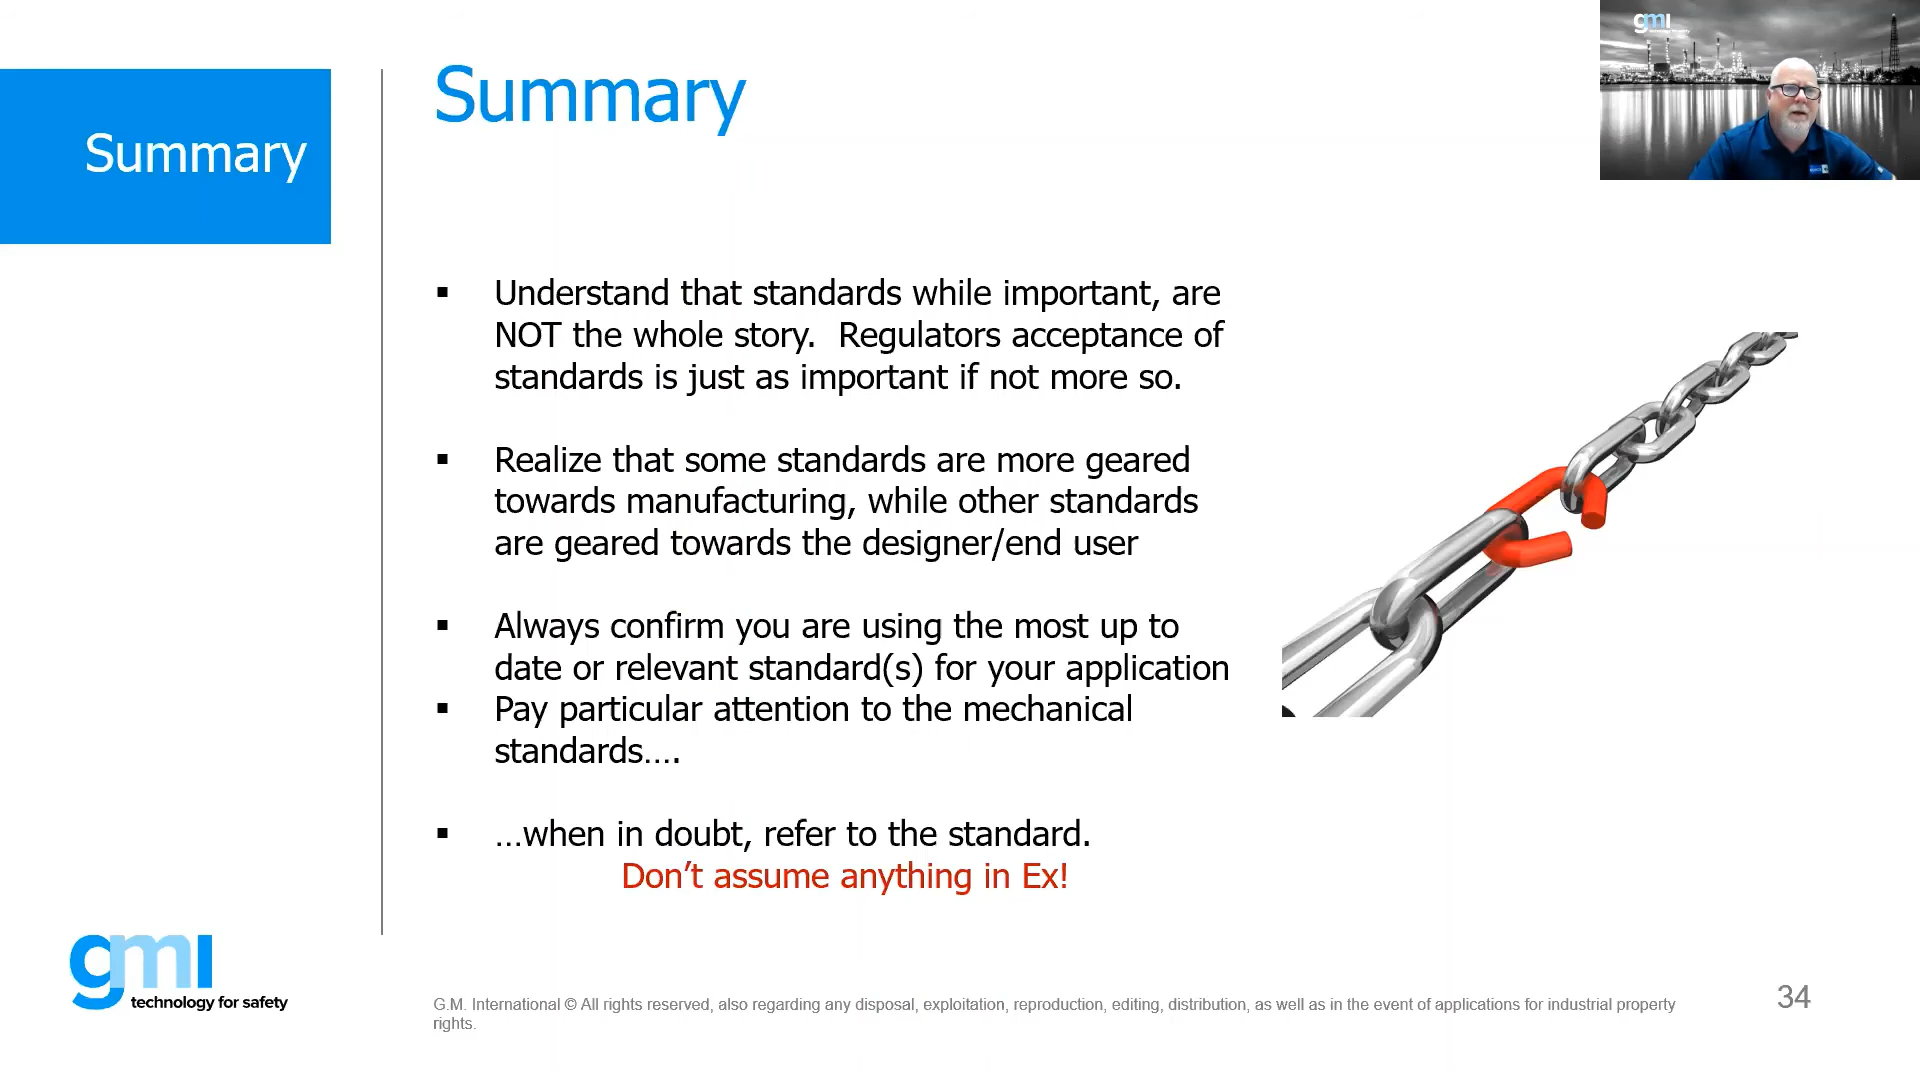 Summary
Summary
▪ Understand that standards while important, are
NOT the whole story.  Regulators acceptance of
standards is just as important if not more so.
▪ Realize that some standards are more geared
towards manufacturing, while other standards
are geared towards the designer/end user
▪ Always confirm you are using the most up to
date or relevant standard(s) for your application
▪ Pay particular attention to the mechanical
standards….
▪ …when in doubt, refer to the standard.
Don’t assume anything in Ex!
gmi
technology for safety
G.M. International © All rights reserved, also regarding any disposal, exploitation, reproduction, editing, distribution, as well as in the event of applications for industrial property
rights.
34
gmi